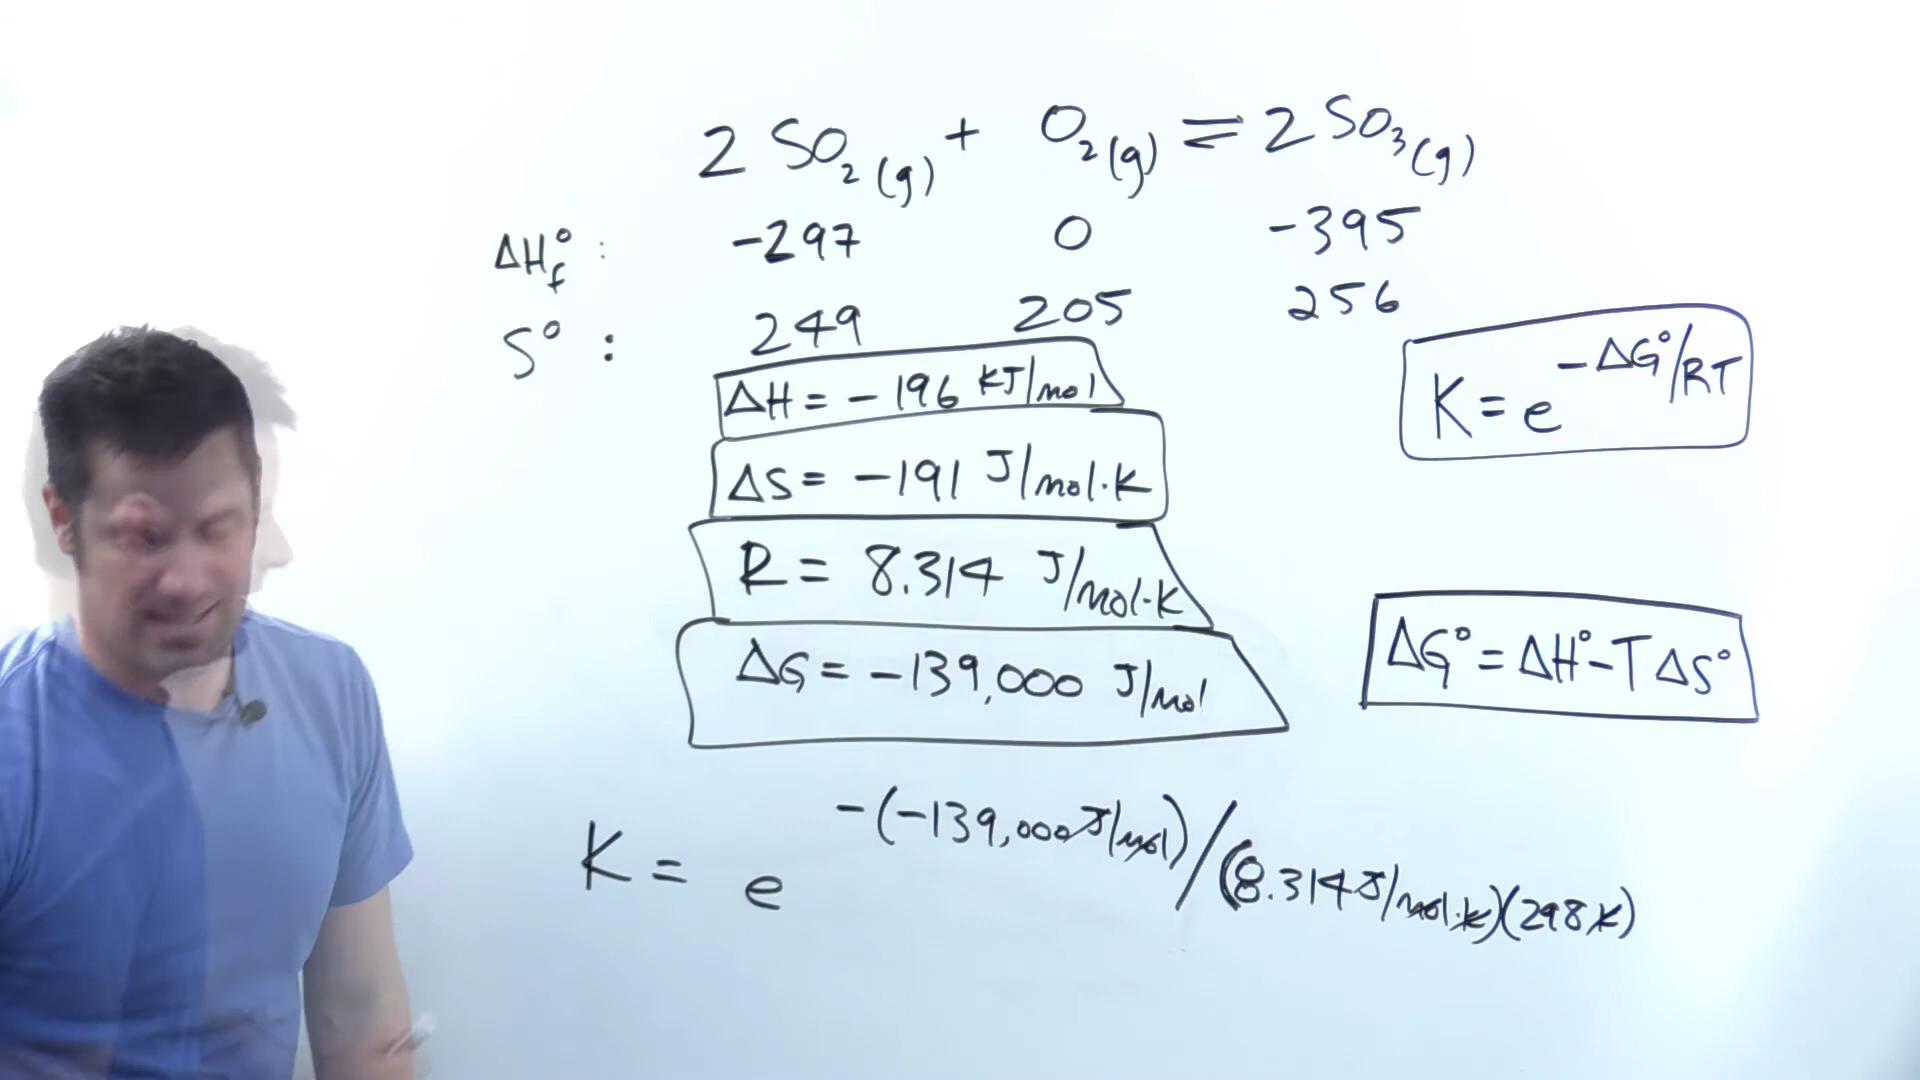 2 SO₂(g) + O₂(g) ⇌ 2 SO₃(g)
ΔHf° : -297 0 -395
S° : 249 205 256
ΔH = -196 KJ/mol
ΔS = -191 J/mol·K
R = 8.314 J/mol·K
ΔG = -139,000 J/mol
K = e^-ΔG°/RT
ΔG° = ΔH° - TΔS°
K = e^-(-139,000 J/mol)/(8.314 J/mol·K)(298 K)